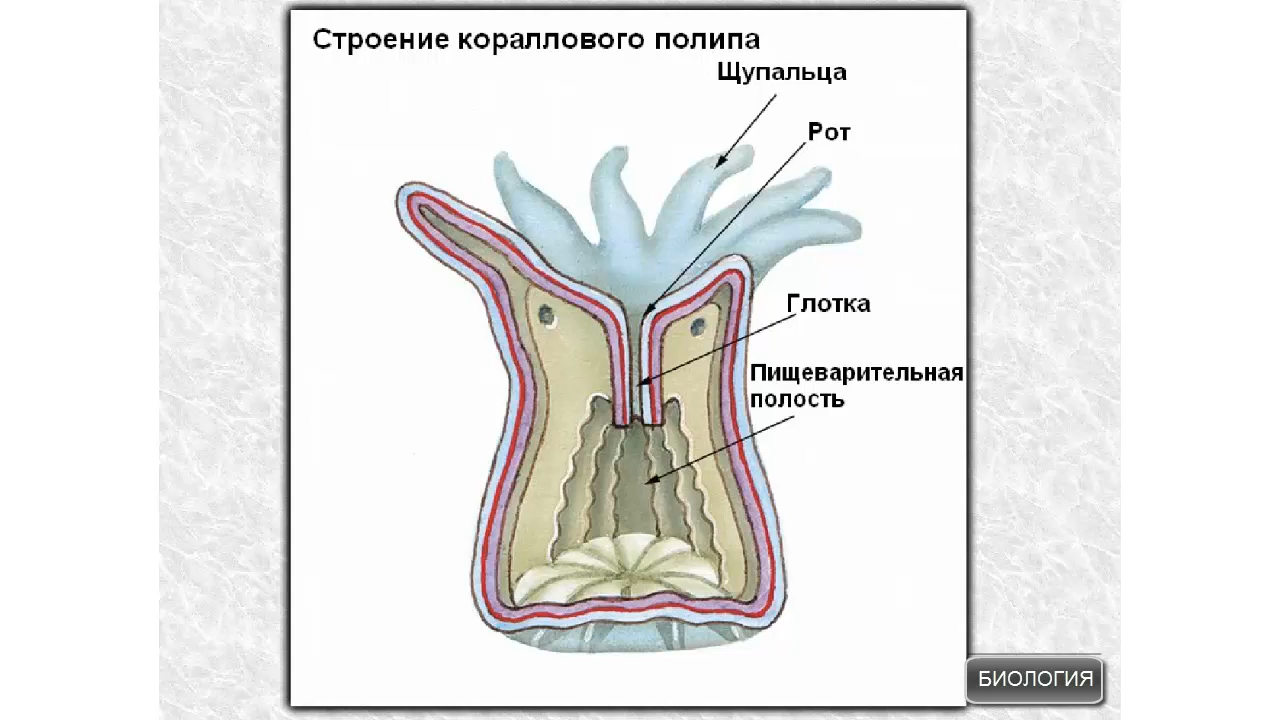 Строение кораллового полипа
Щупальца
Рот
Глотка
Пищеварительная
полость
БИОЛОГИЯ